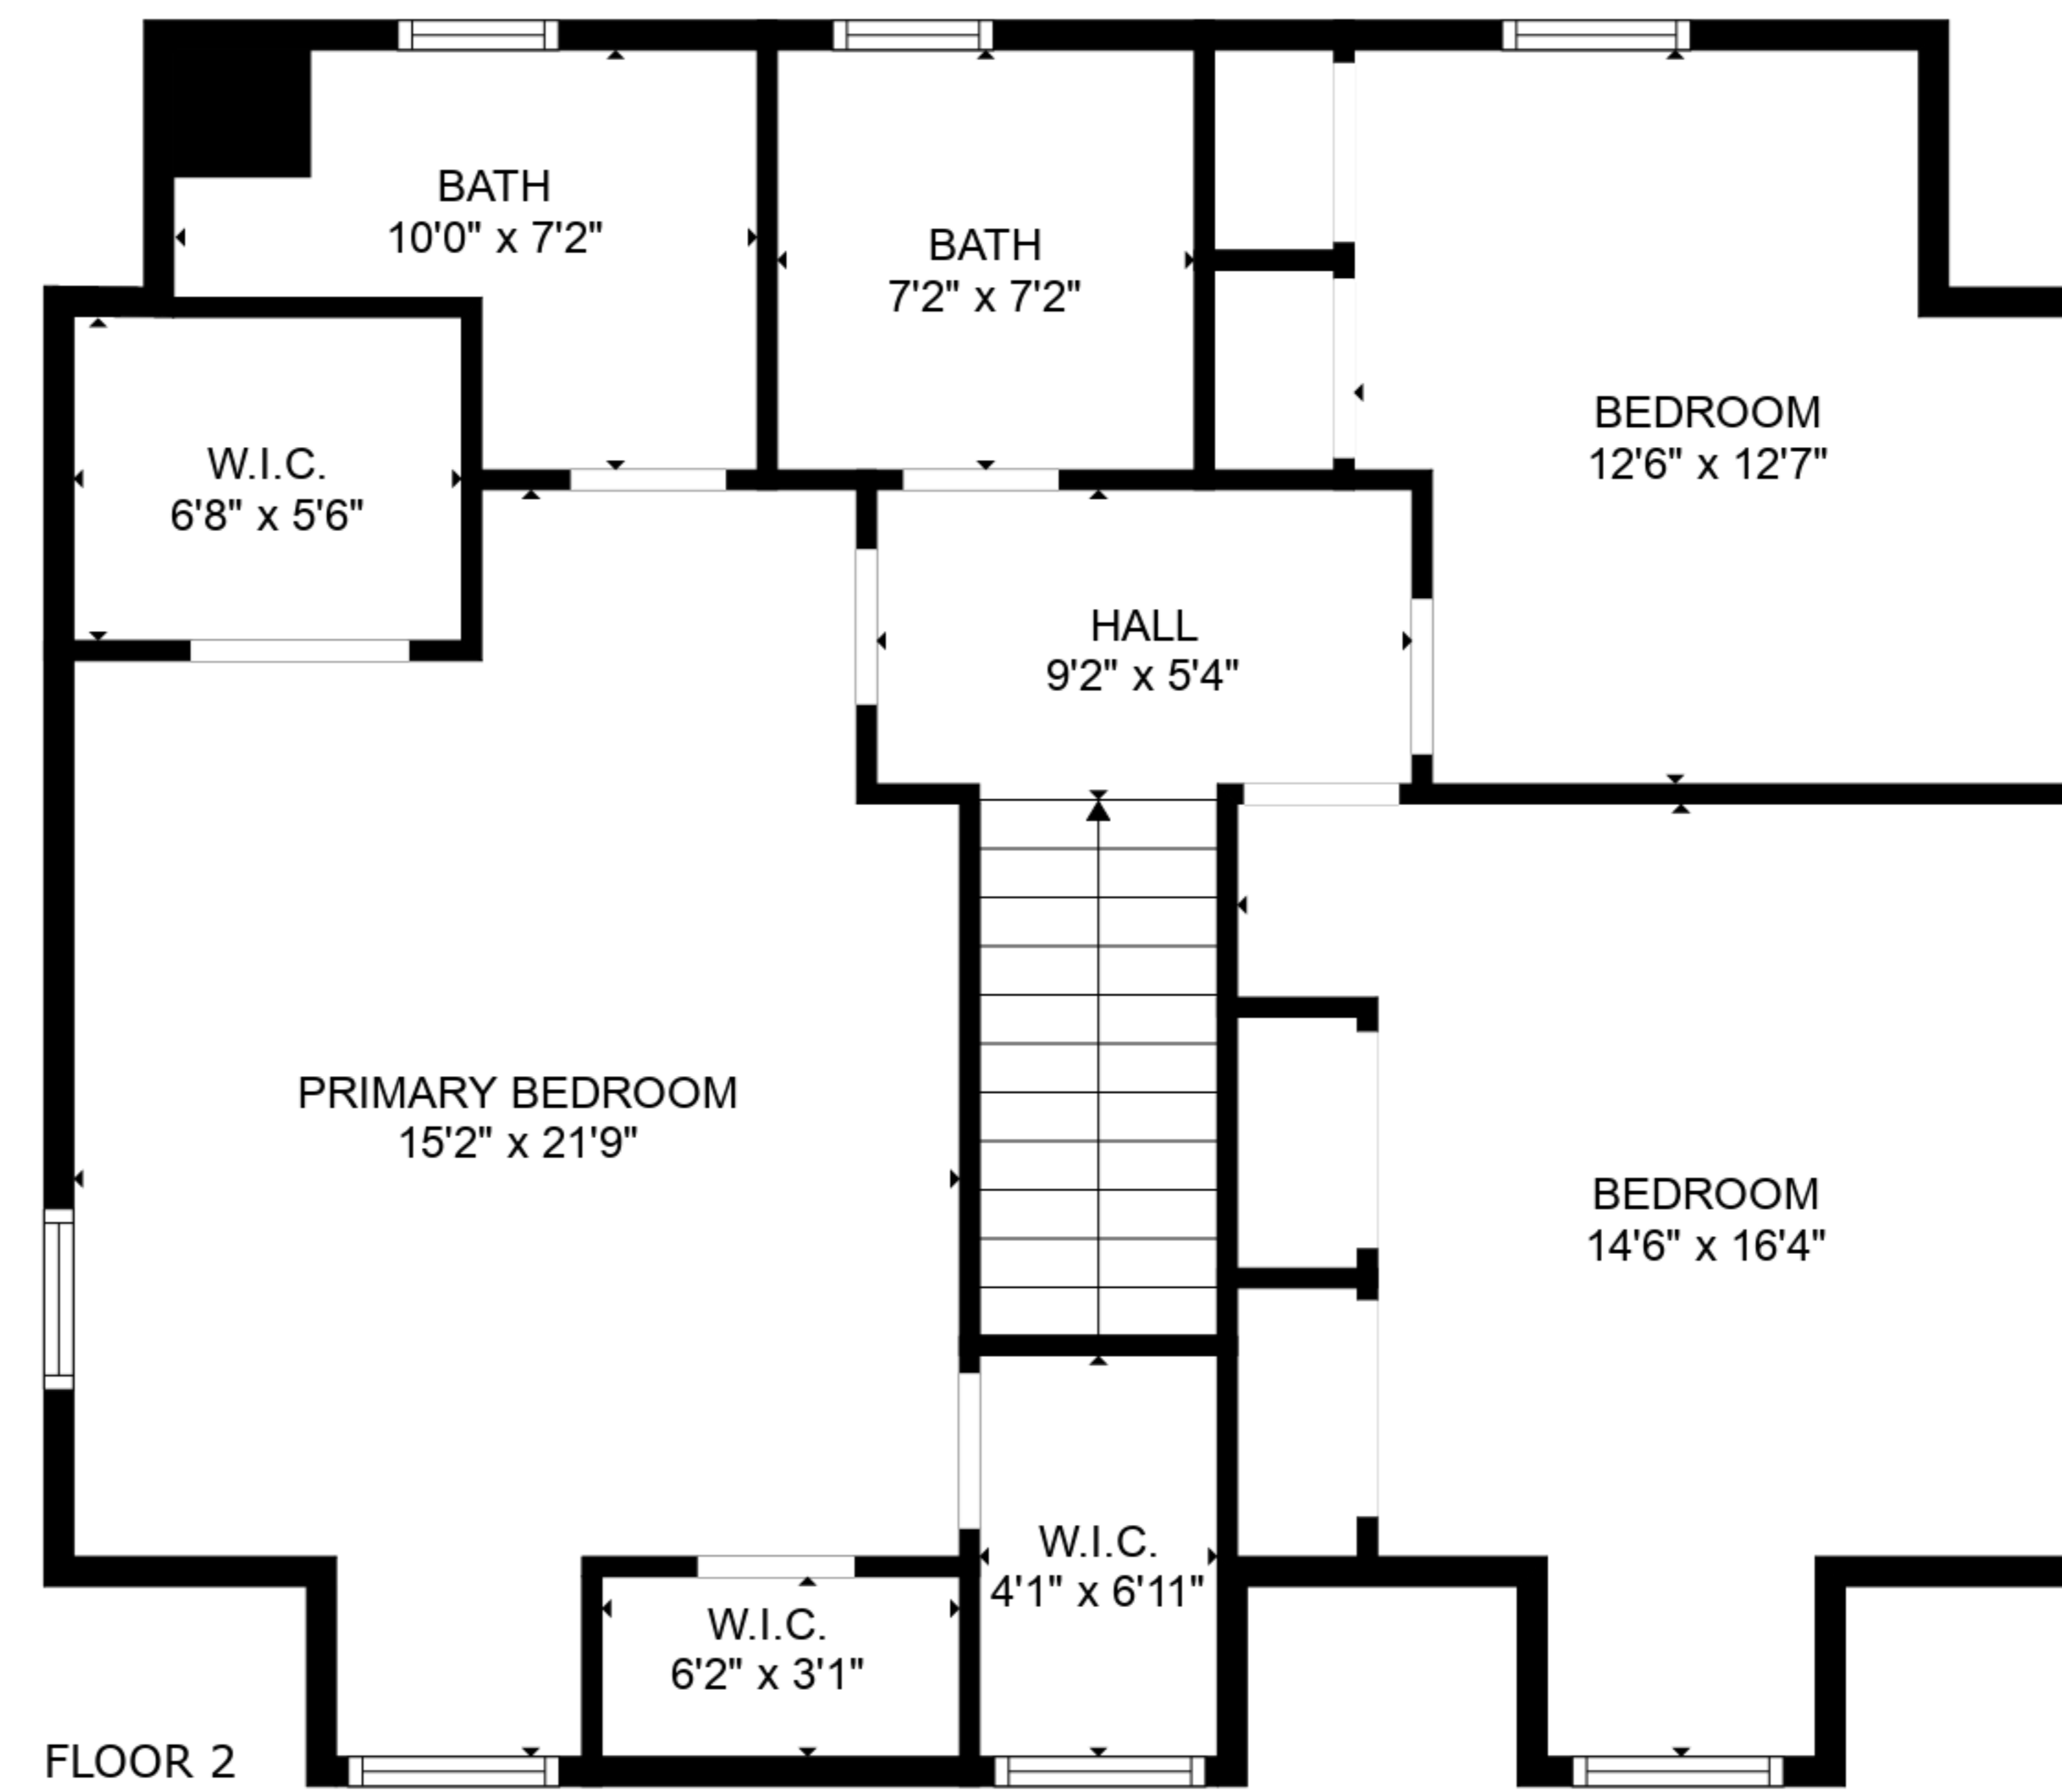 BATH
10'0" x 7'2"
BATH
7'2" x 7'2"
BEDROOM
12'6" x 12'7"
W.I.C.
6'8" x 5'6"
HALL
9'2" x 5'4"
PRIMARY BEDROOM
15'2" x 21'9"
BEDROOM
14'6" x 16'4"
W.I.C.
4'1" x 6'11"
W.I.C.
6'2" x 3'1"
FLOOR 2